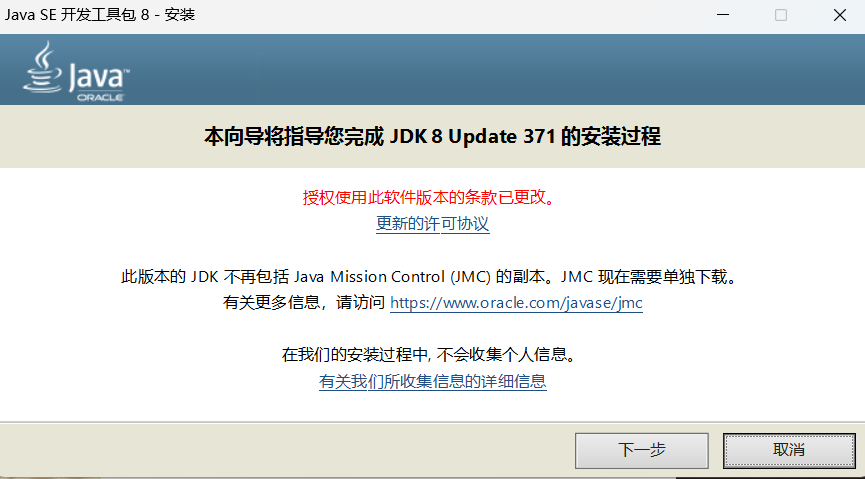 Java SE 开发工具包 8 - 安装
Java™
ORACLE
本向导将指导您完成 JDK 8 Update 371 的安装过程
授权使用此软件版本的条款已更改。
更新的许可协议
此版本的 JDK 不再包括 Java Mission Control (JMC) 的副本。JMC 现在需要单独下载。
有关更多信息，请访问 https://www.oracle.com/javase/jmc
在我们的安装过程中, 不会收集个人信息。
有关我们所收集信息的详细信息
下一步 取消